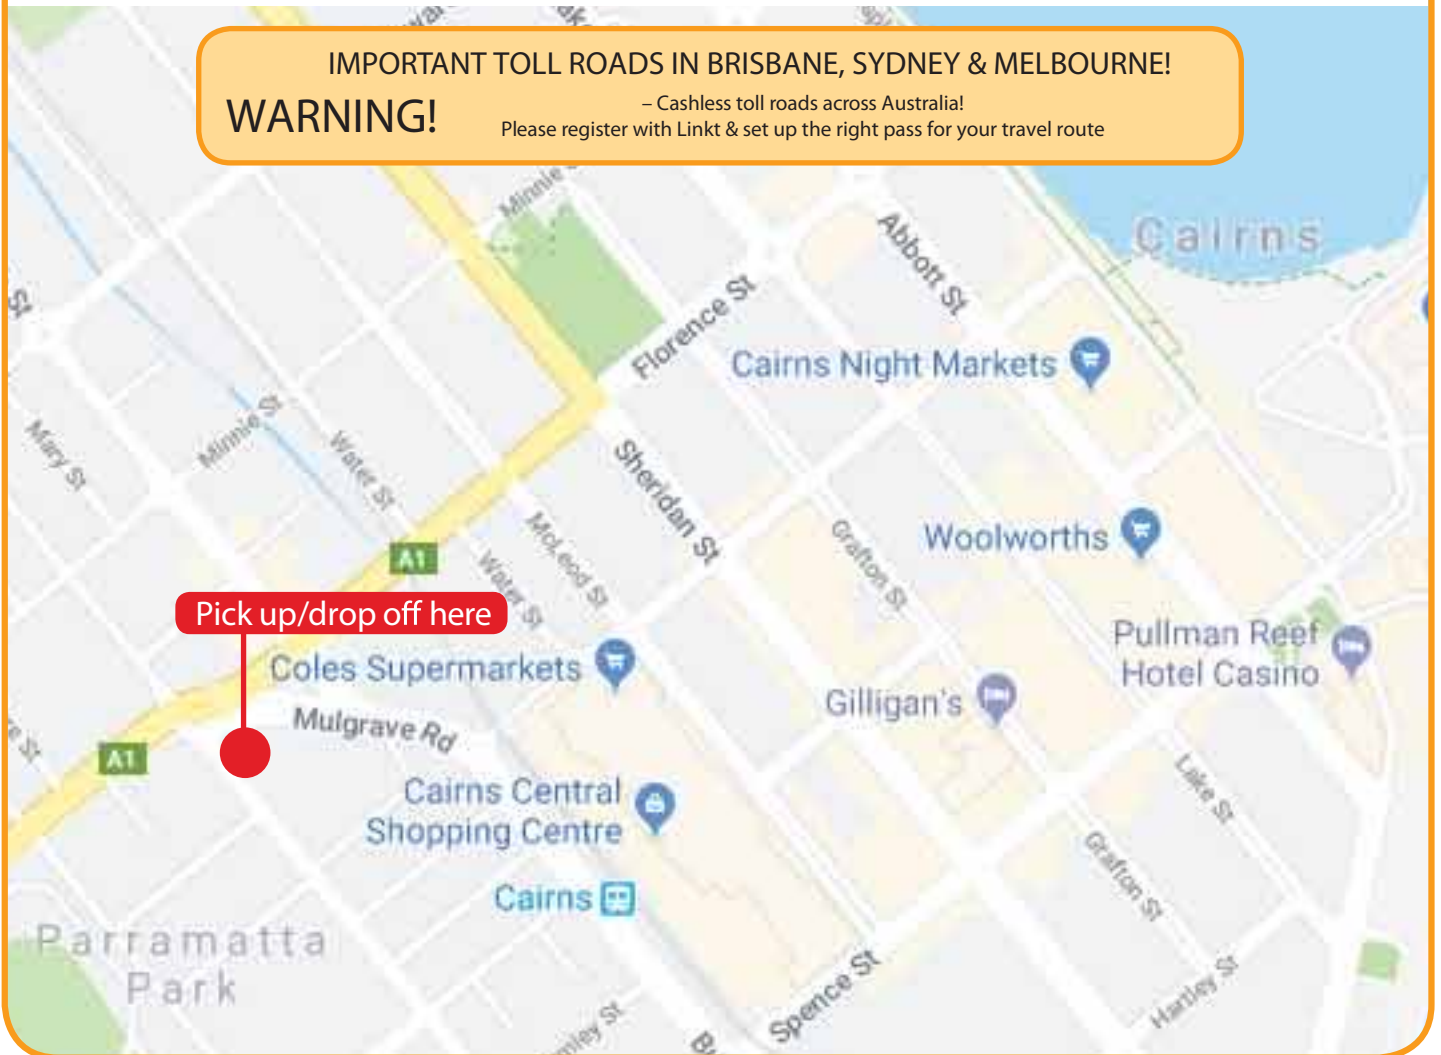 IMPORTANT TOLL ROADS IN BRISBANE, SYDNEY & MELBOURNE!
WARNING!
– Cashless toll roads across Australia!
Please register with Linkt & set up the right pass for your travel route
Minnie
Abbott St
Cairns
Florence St
Cairns Night Markets
St
Mary St
Minnie St
Water St
Sheridan St
McLeod St
Grafton St
Woolworths
A1
Water St
Pick up/drop off here
Coles Supermarkets
Pullman Reef
Hotel Casino
Gilligan's
Mulgrave Rd
A1
St
Cairns Central
Shopping Centre
Lake St
Grafton St
Cairns
Parramatta
Park
Spence St
Hartley St
St